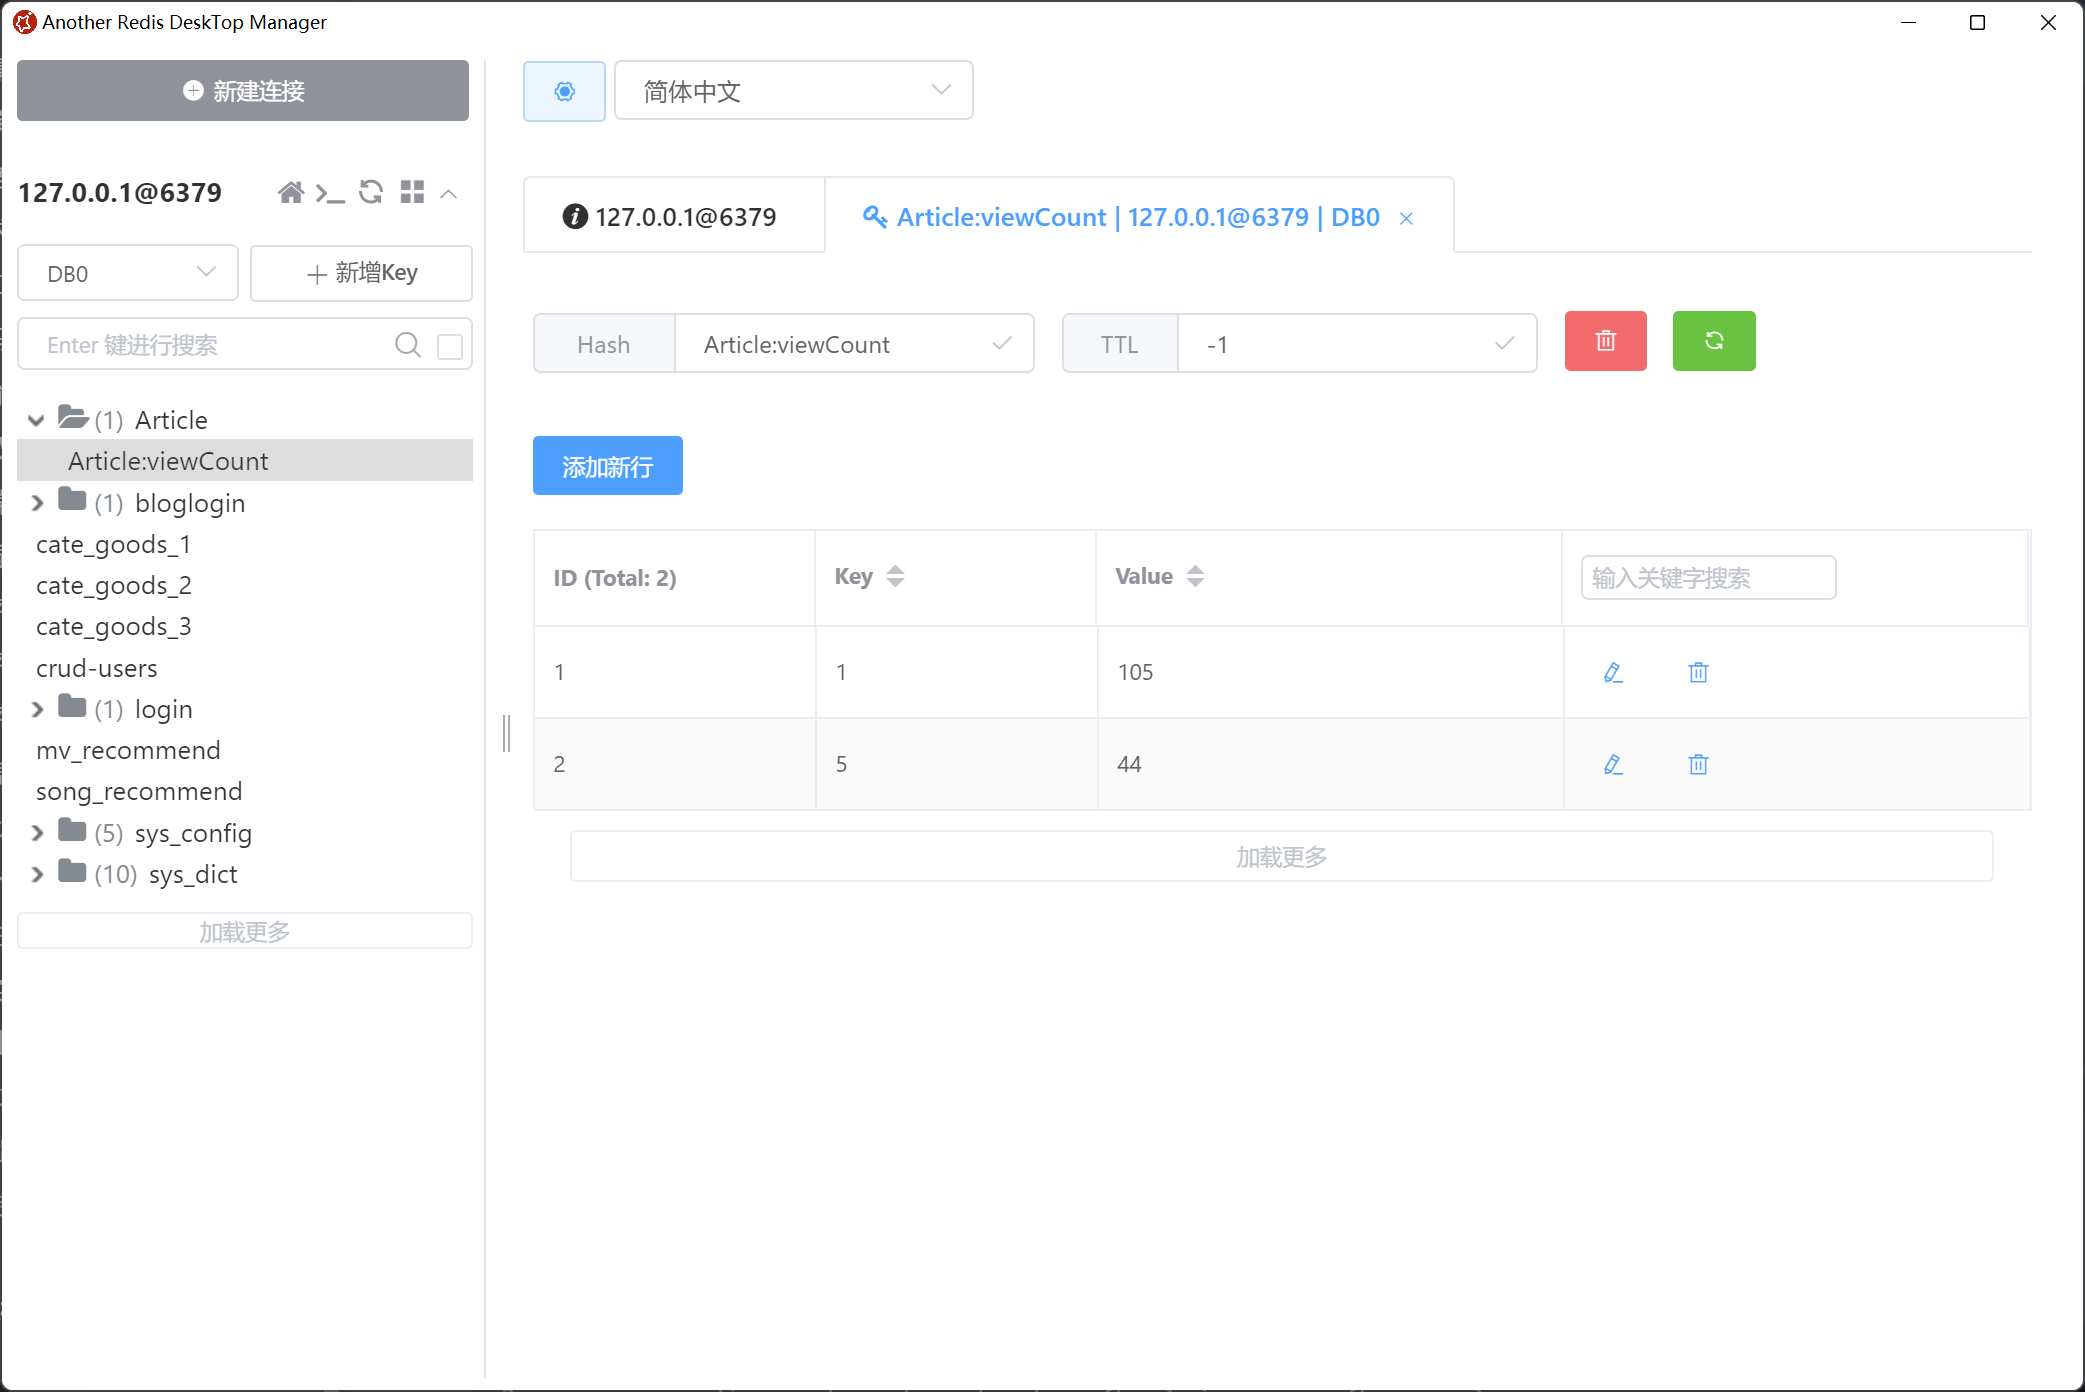 Another Redis DeskTop Manager
新建连接
127.0.0.1@6379
DB0
新增Key
Enter 键进行搜索
(1) Article
Article:viewCount
(1) bloglogin
cate_goods_1
cate_goods_2
cate_goods_3
crud-users
(1) login
mv_recommend
song_recommend
(5) sys_config
(10) sys_dict
加载更多
简体中文
127.0.0.1@6379
Article:viewCount | 127.0.0.1@6379 | DB0
Hash Article:viewCount TTL -1
添加新行
ID (Total: 2) Key Value 输入关键字搜索
1 1 105
2 5 44
加载更多